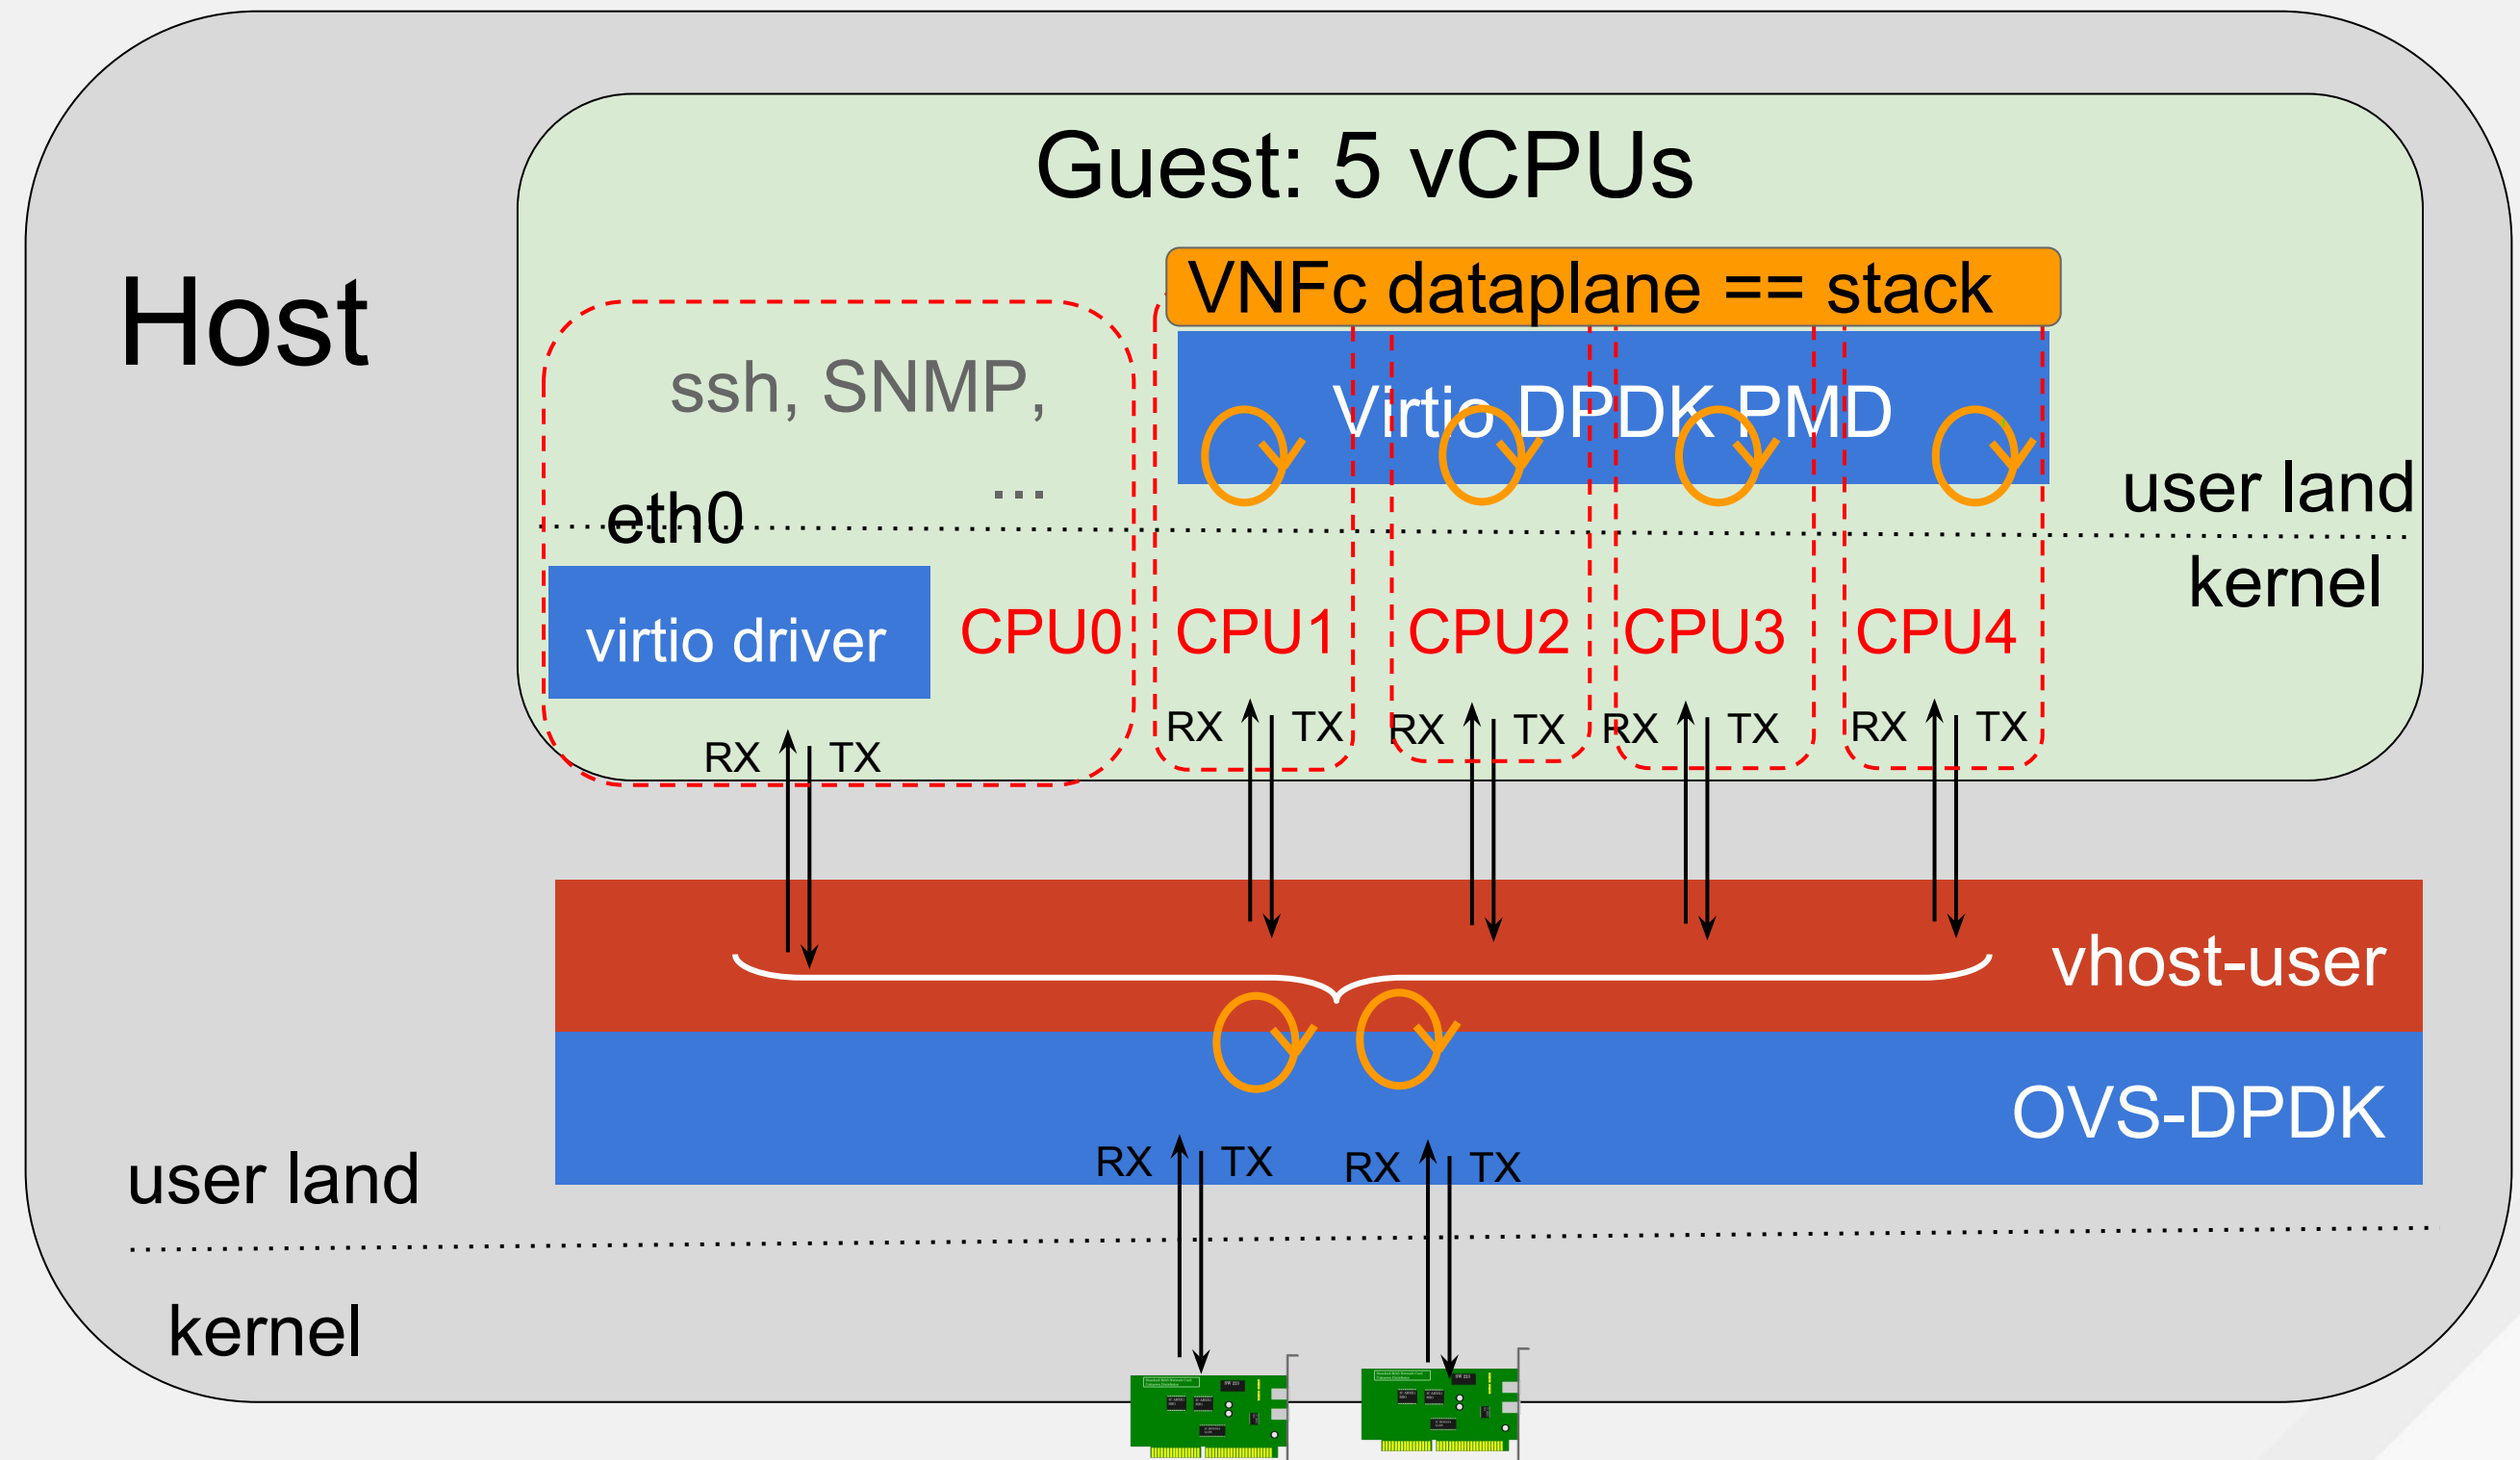 Guest: 5 vCPUs
Host
VNFc dataplane == stack
ssh, SNMP,
...
Virtio DPDK PMD
eth0
user land
kernel
virtio driver
CPU0
CPU1
CPU2
CPU3
CPU4
RX TX
RX TX
RX TX
RX TX
RX TX
vhost-user
OVS-DPDK
RX TX
RX TX
user land
kernel